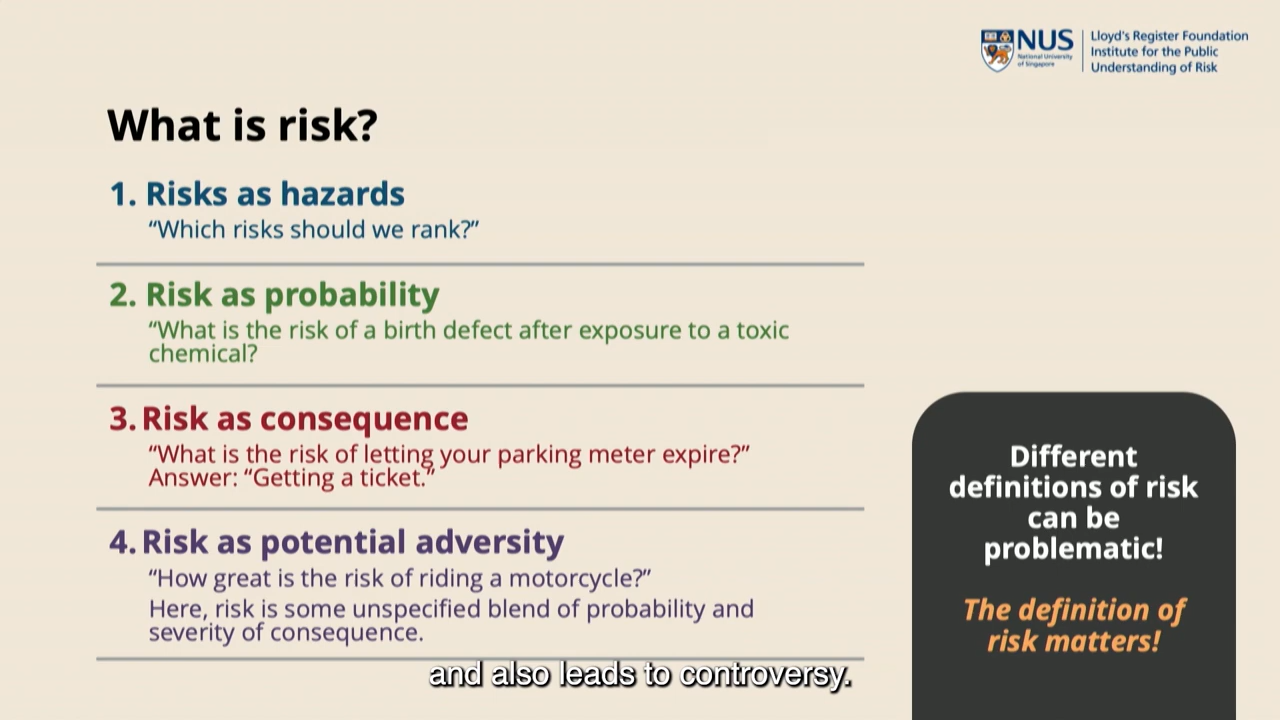 NUS
National University
of Singapore
Lloyd's Register Foundation
Institute for the Public
Understanding of Risk
What is risk?
1. Risks as hazards
“Which risks should we rank?”
2. Risk as probability
“What is the risk of a birth defect after exposure to a toxic
chemical?
3. Risk as consequence
“What is the risk of letting your parking meter expire?”
Answer: “Getting a ticket.”
4. Risk as potential adversity
“How great is the risk of riding a motorcycle?”
Here, risk is some unspecified blend of probability and
severity of consequence.
Different
definitions of risk
can be
problematic!
The definition of
risk matters!
and also leads to controversy.